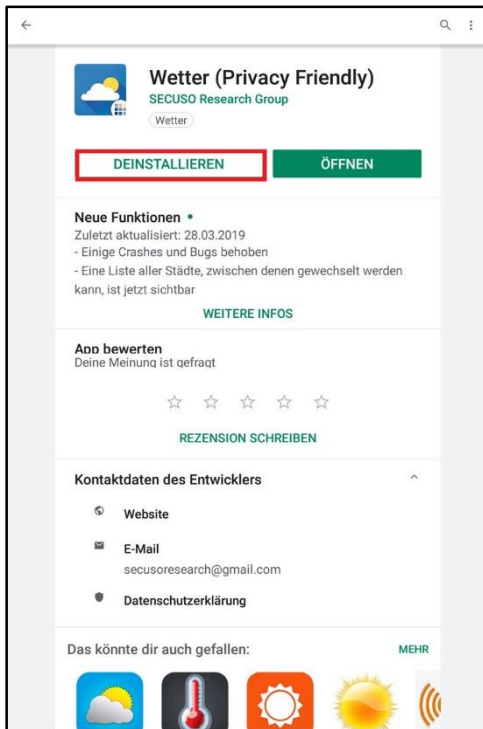 Wetter (Privacy Friendly)
SECUSO Research Group
Wetter
DEINSTALLIEREN
ÖFFNEN
Neue Funktionen •
Zuletzt aktualisiert: 28.03.2019
- Einige Crashes und Bugs behoben
- Eine Liste aller Städte, zwischen denen gewechselt werden
kann, ist jetzt sichtbar
WEITERE INFOS
App bewerten
Deine Meinung ist gefragt
REZENSION SCHREIBEN
Kontaktdaten des Entwicklers
Website
E-Mail
secusoresearch@gmail.com
Datenschutzerklärung
Das könnte dir auch gefallen:
MEHR